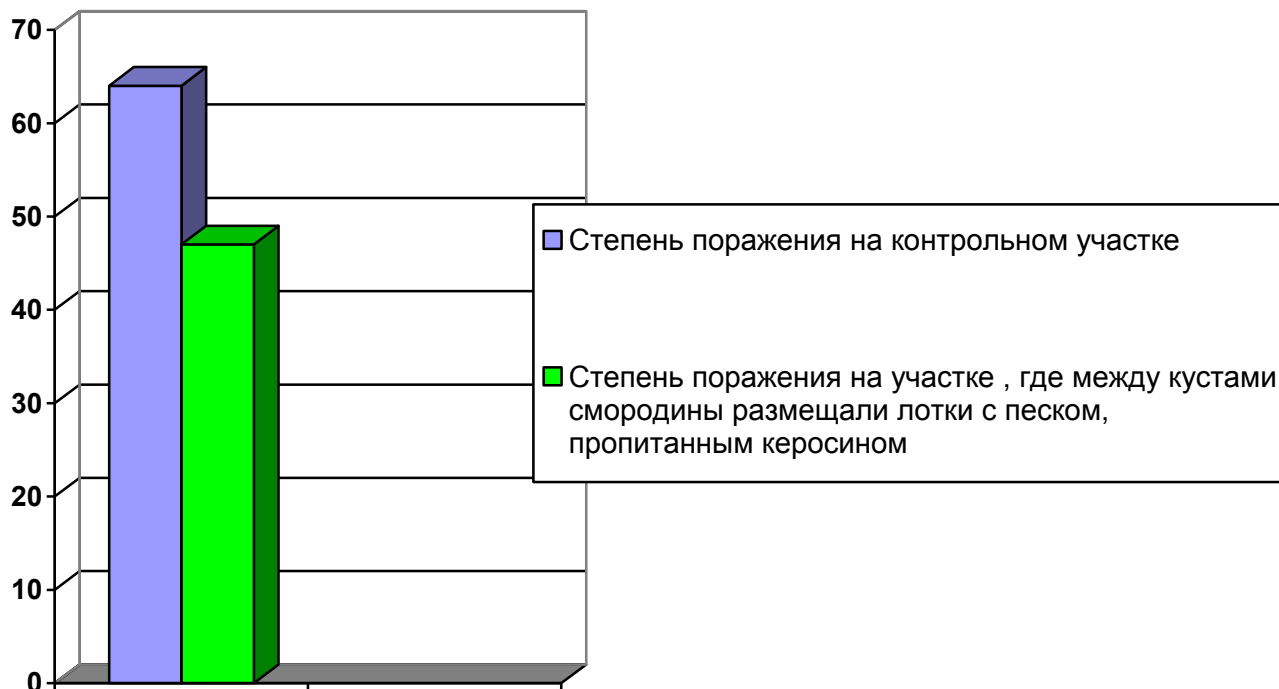 70
60
50
40
30
20
10
0
Степень поражения на контрольном участке
Степень поражения на участке , где между кустами
смородины размещали лотки с песком,
пропитанным керосином